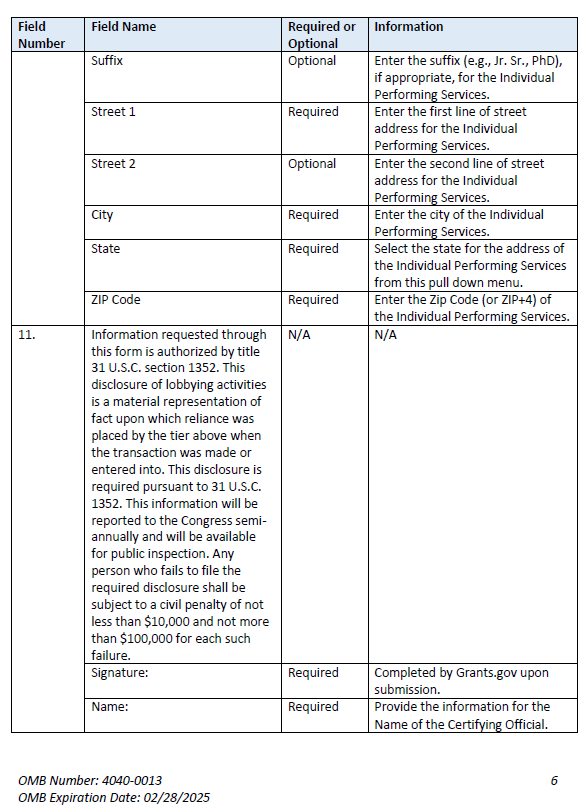 Field Number
Field Name
Required or Optional
Information
Suffix
Optional
Enter the suffix (e.g., Jr. Sr., PhD),
if appropriate, for the Individual
Performing Services.
Street 1
Required
Enter the first line of street
address for the Individual
Performing Services.
Street 2
Optional
Enter the second line of street
address for the Individual
Performing Services.
City
Required
Enter the city of the Individual
Performing Services.
State
Required
Select the state for the address of
the Individual Performing Services
from this pull down menu.
ZIP Code
Required
Enter the Zip Code (or ZIP+4) of
the Individual Performing Services.
11.
Information requested through
this form is authorized by title
31 U.S.C. section 1352. This
disclosure of lobbying activities
is a material representation of
fact upon which reliance was
placed by the tier above when
the transaction was made or
entered into. This disclosure is
required pursuant to 31 U.S.C.
1352. This information will be
reported to the Congress semi-
annually and will be available
for public inspection. Any
person who fails to file the
required disclosure shall be
subject to a civil penalty of not
less than $10,000 and not more
than $100,000 for each such
failure.
N/A
N/A
Signature:
Required
Completed by Grants.gov upon
submission.
Name:
Required
Provide the information for the
Name of the Certifying Official.
OMB Number: 4040-0013
6
OMB Expiration Date: 02/28/2025